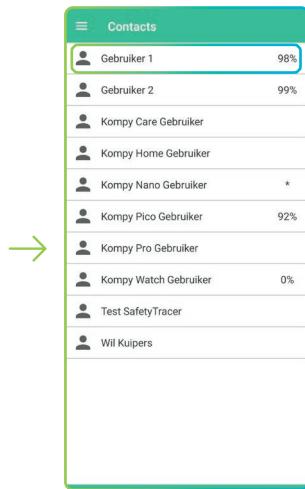 Contacts
Gebruiker 1 98%
Gebruiker 2 99%
Kompy Care Gebruiker
Kompy Home Gebruiker
Kompy Nano Gebruiker *
Kompy Pico Gebruiker 92%
Kompy Pro Gebruiker
Kompy Watch Gebruiker 0%
Test SafetyTracer
Wil Kuipers